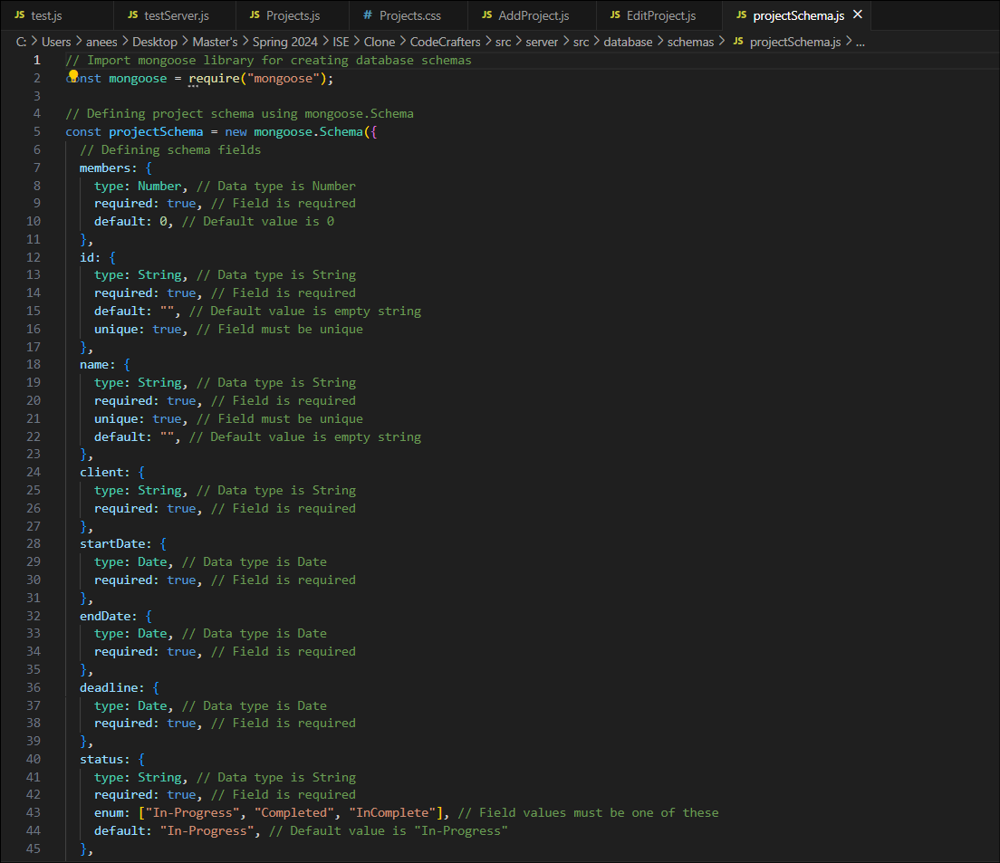 JS test.js JS testServer.js JS Projects.js # Projects.css JS AddProject.js JS EditProject.js JS projectSchema.js ×
C: > Users > anees > Desktop > Master's > Spring 2024 > ISE > Clone > CodeCrafters > src > server > src > database > schemas > JS projectSchema.js > ...
1 // Import mongoose library for creating database schemas
2 const mongoose = require("mongoose");
3
4 // Defining project schema using mongoose.Schema
5 const projectSchema = new mongoose.Schema({
6 // Defining schema fields
7 members: {
8 type: Number, // Data type is Number
9 required: true, // Field is required
10 default: 0, // Default value is 0
11 },
12 id: {
13 type: String, // Data type is String
14 required: true, // Field is required
15 default: "", // Default value is empty string
16 unique: true, // Field must be unique
17 },
18 name: {
19 type: String, // Data type is String
20 required: true, // Field is required
21 unique: true, // Field must be unique
22 default: "", // Default value is empty string
23 },
24 client: {
25 type: String, // Data type is String
26 required: true, // Field is required
27 },
28 startDate: {
29 type: Date, // Data type is Date
30 required: true, // Field is required
31 },
32 endDate: {
33 type: Date, // Data type is Date
34 required: true, // Field is required
35 },
36 deadline: {
37 type: Date, // Data type is Date
38 required: true, // Field is required
39 },
40 status: {
41 type: String, // Data type is String
42 required: true, // Field is required
43 enum: ["In-Progress", "Completed", "InComplete"], // Field values must be one of these
44 default: "In-Progress", // Default value is "In-Progress"
45 },